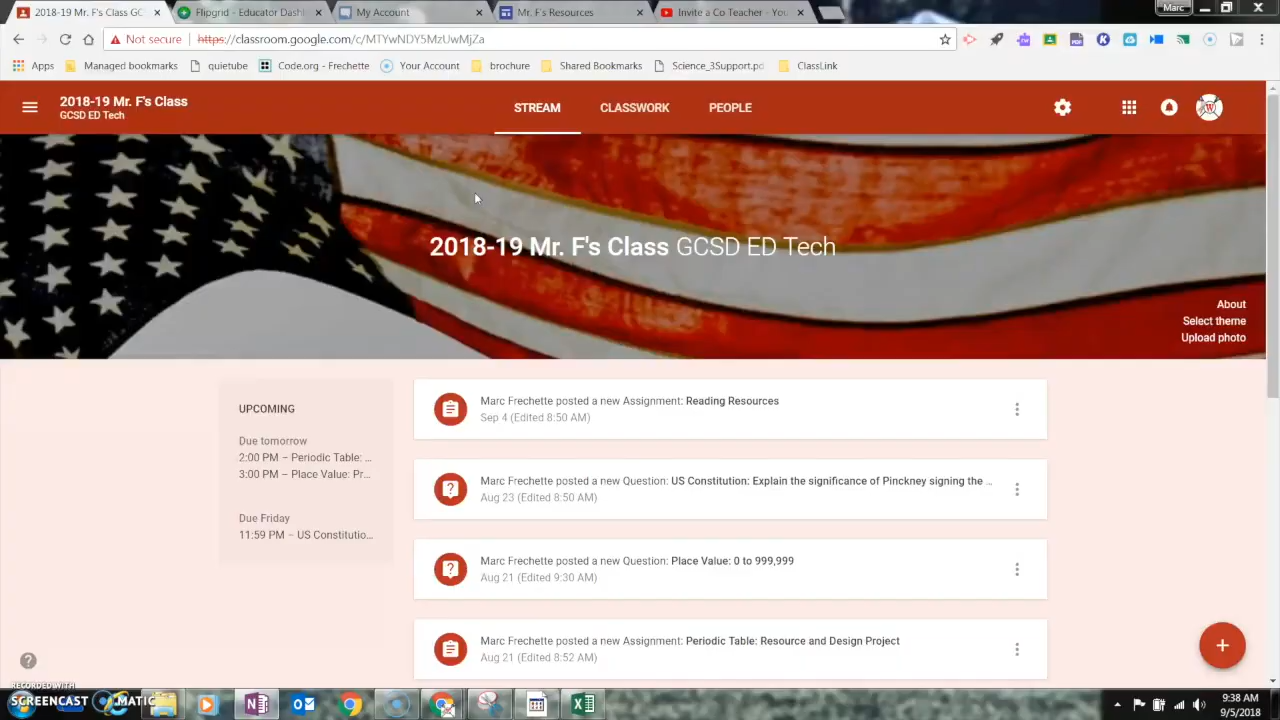 2018-19 Mr. F's Class GC
Flipgrid - Educator Dash
My Account
Mr. F's Resources
Invite a Co Teacher - You
Marc
Not secure https://classroom.google.com/c/MTYwNDY5MzUwMjZa
Apps Managed bookmarks quietube Code.org - Frechette Your Account brochure Shared Bookmarks Science_3Support.pd ClassLink
2018-19 Mr. F's Class
GCSD ED Tech
STREAM CLASSWORK PEOPLE
2018-19 Mr. F's Class GCSD ED Tech
About
Select theme
Upload photo
UPCOMING
Due tomorrow
2:00 PM – Periodic Table: ...
3:00 PM – Place Value: Pr...
Due Friday
11:59 PM – US Constitutio...
Marc Frechette posted a new Assignment: Reading Resources
Sep 4 (Edited 8:50 AM)
Marc Frechette posted a new Question: US Constitution: Explain the significance of Pinckney signing the ...
Aug 23 (Edited 8:50 AM)
Marc Frechette posted a new Question: Place Value: 0 to 999,999
Aug 21 (Edited 9:30 AM)
Marc Frechette posted a new Assignment: Periodic Table: Resource and Design Project
Aug 21 (Edited 8:52 AM)
RECORDED WITH
SCREENCAST MATIC
9:38 AM
9/5/2018